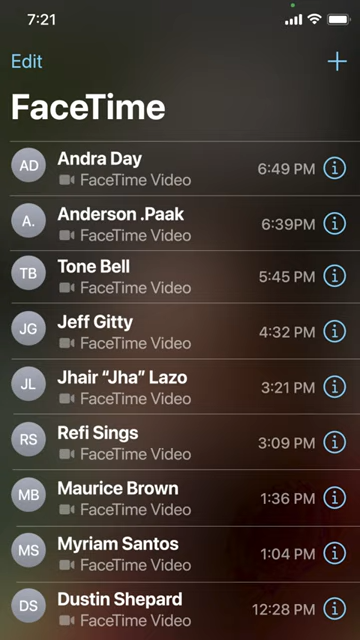 7:21
Edit
FaceTime
AD
Andra Day
FaceTime Video
6:49 PM
A.
Anderson .Paak
FaceTime Video
6:39PM
TB
Tone Bell
FaceTime Video
5:45 PM
JG
Jeff Gitty
FaceTime Video
4:32 PM
JL
Jhair “Jha” Lazo
FaceTime Video
3:21 PM
RS
Refi Sings
FaceTime Video
3:09 PM
MB
Maurice Brown
FaceTime Video
1:36 PM
MS
Myriam Santos
FaceTime Video
1:04 PM
DS
Dustin Shepard
FaceTime Video
12:28 PM